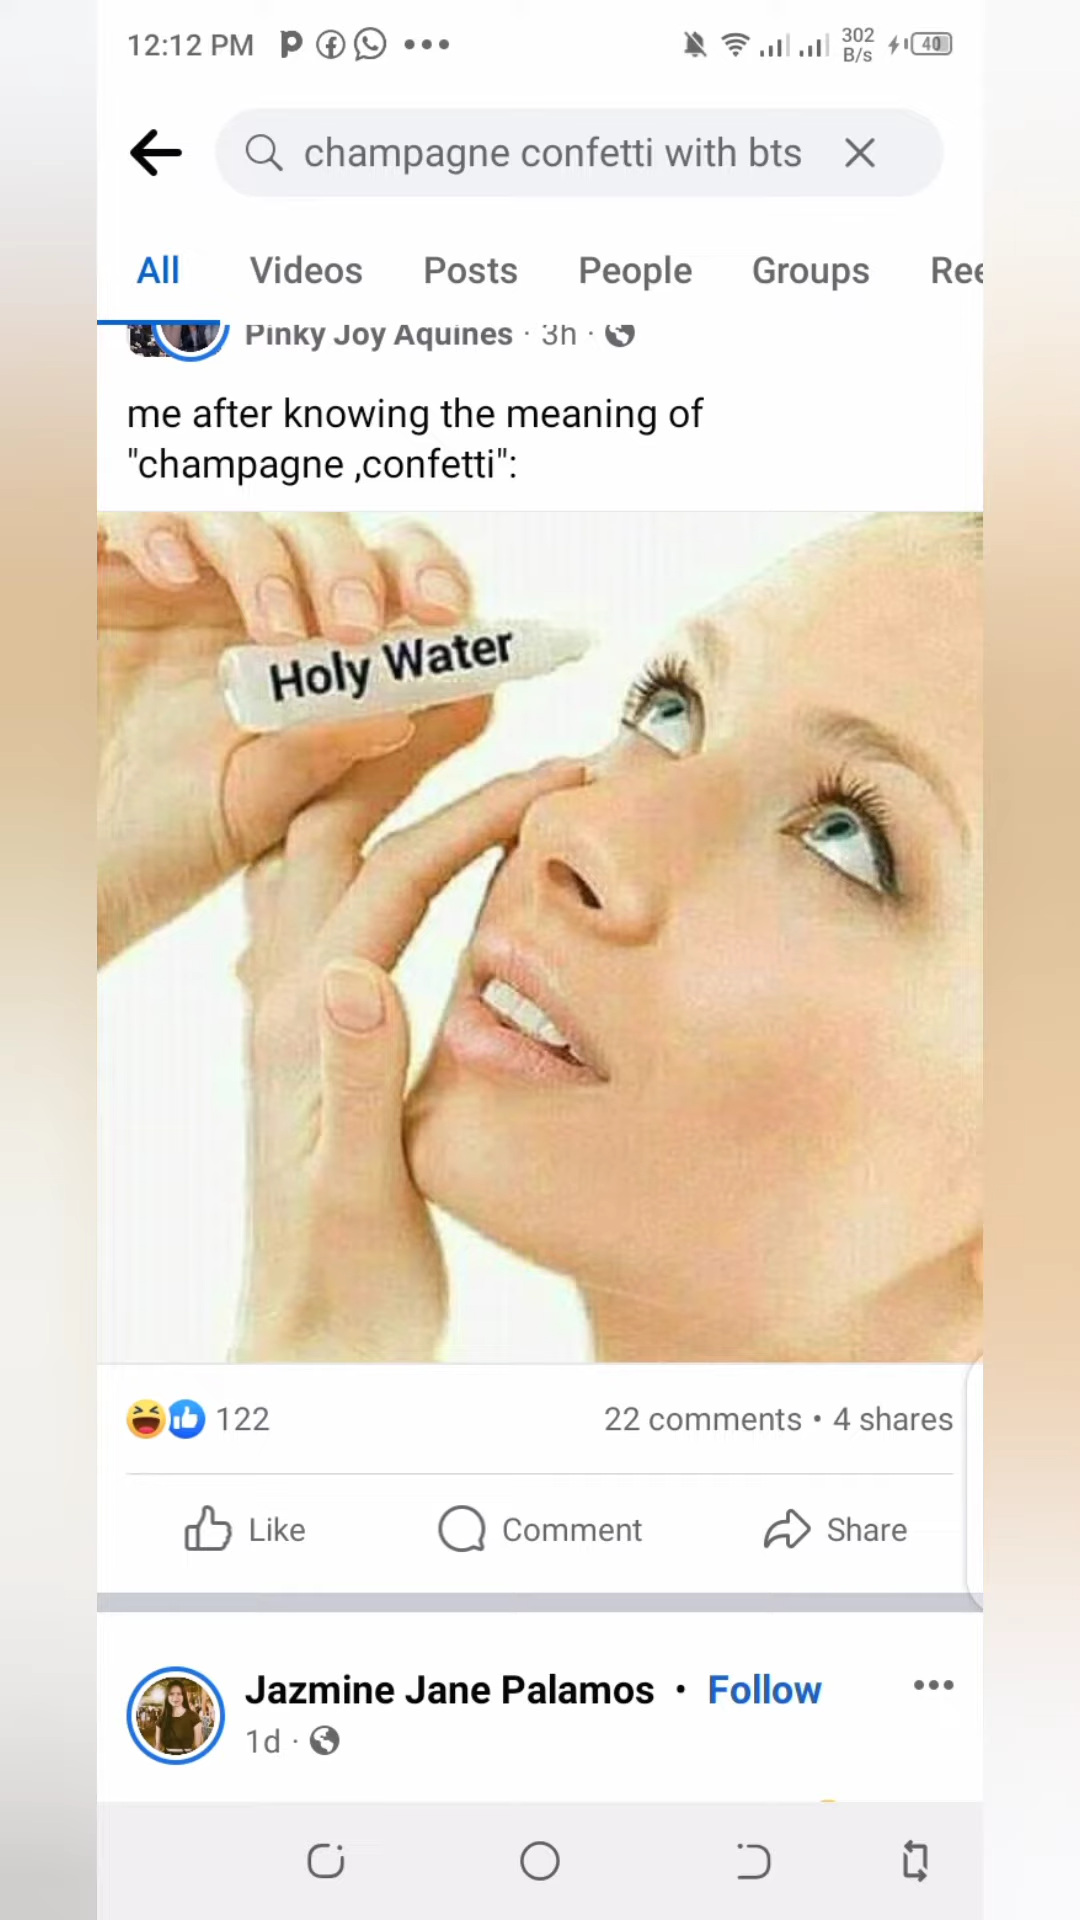 12:12 PM
302
B/s
40
champagne confetti with bts
All Videos Posts People Groups Ree
Pinky Joy Aquines · 3h ·
me after knowing the meaning of
"champagne ,confetti":
Holy Water
122
22 comments • 4 shares
Like Comment Share
Jazmine Jane Palamos • Follow
1d ·